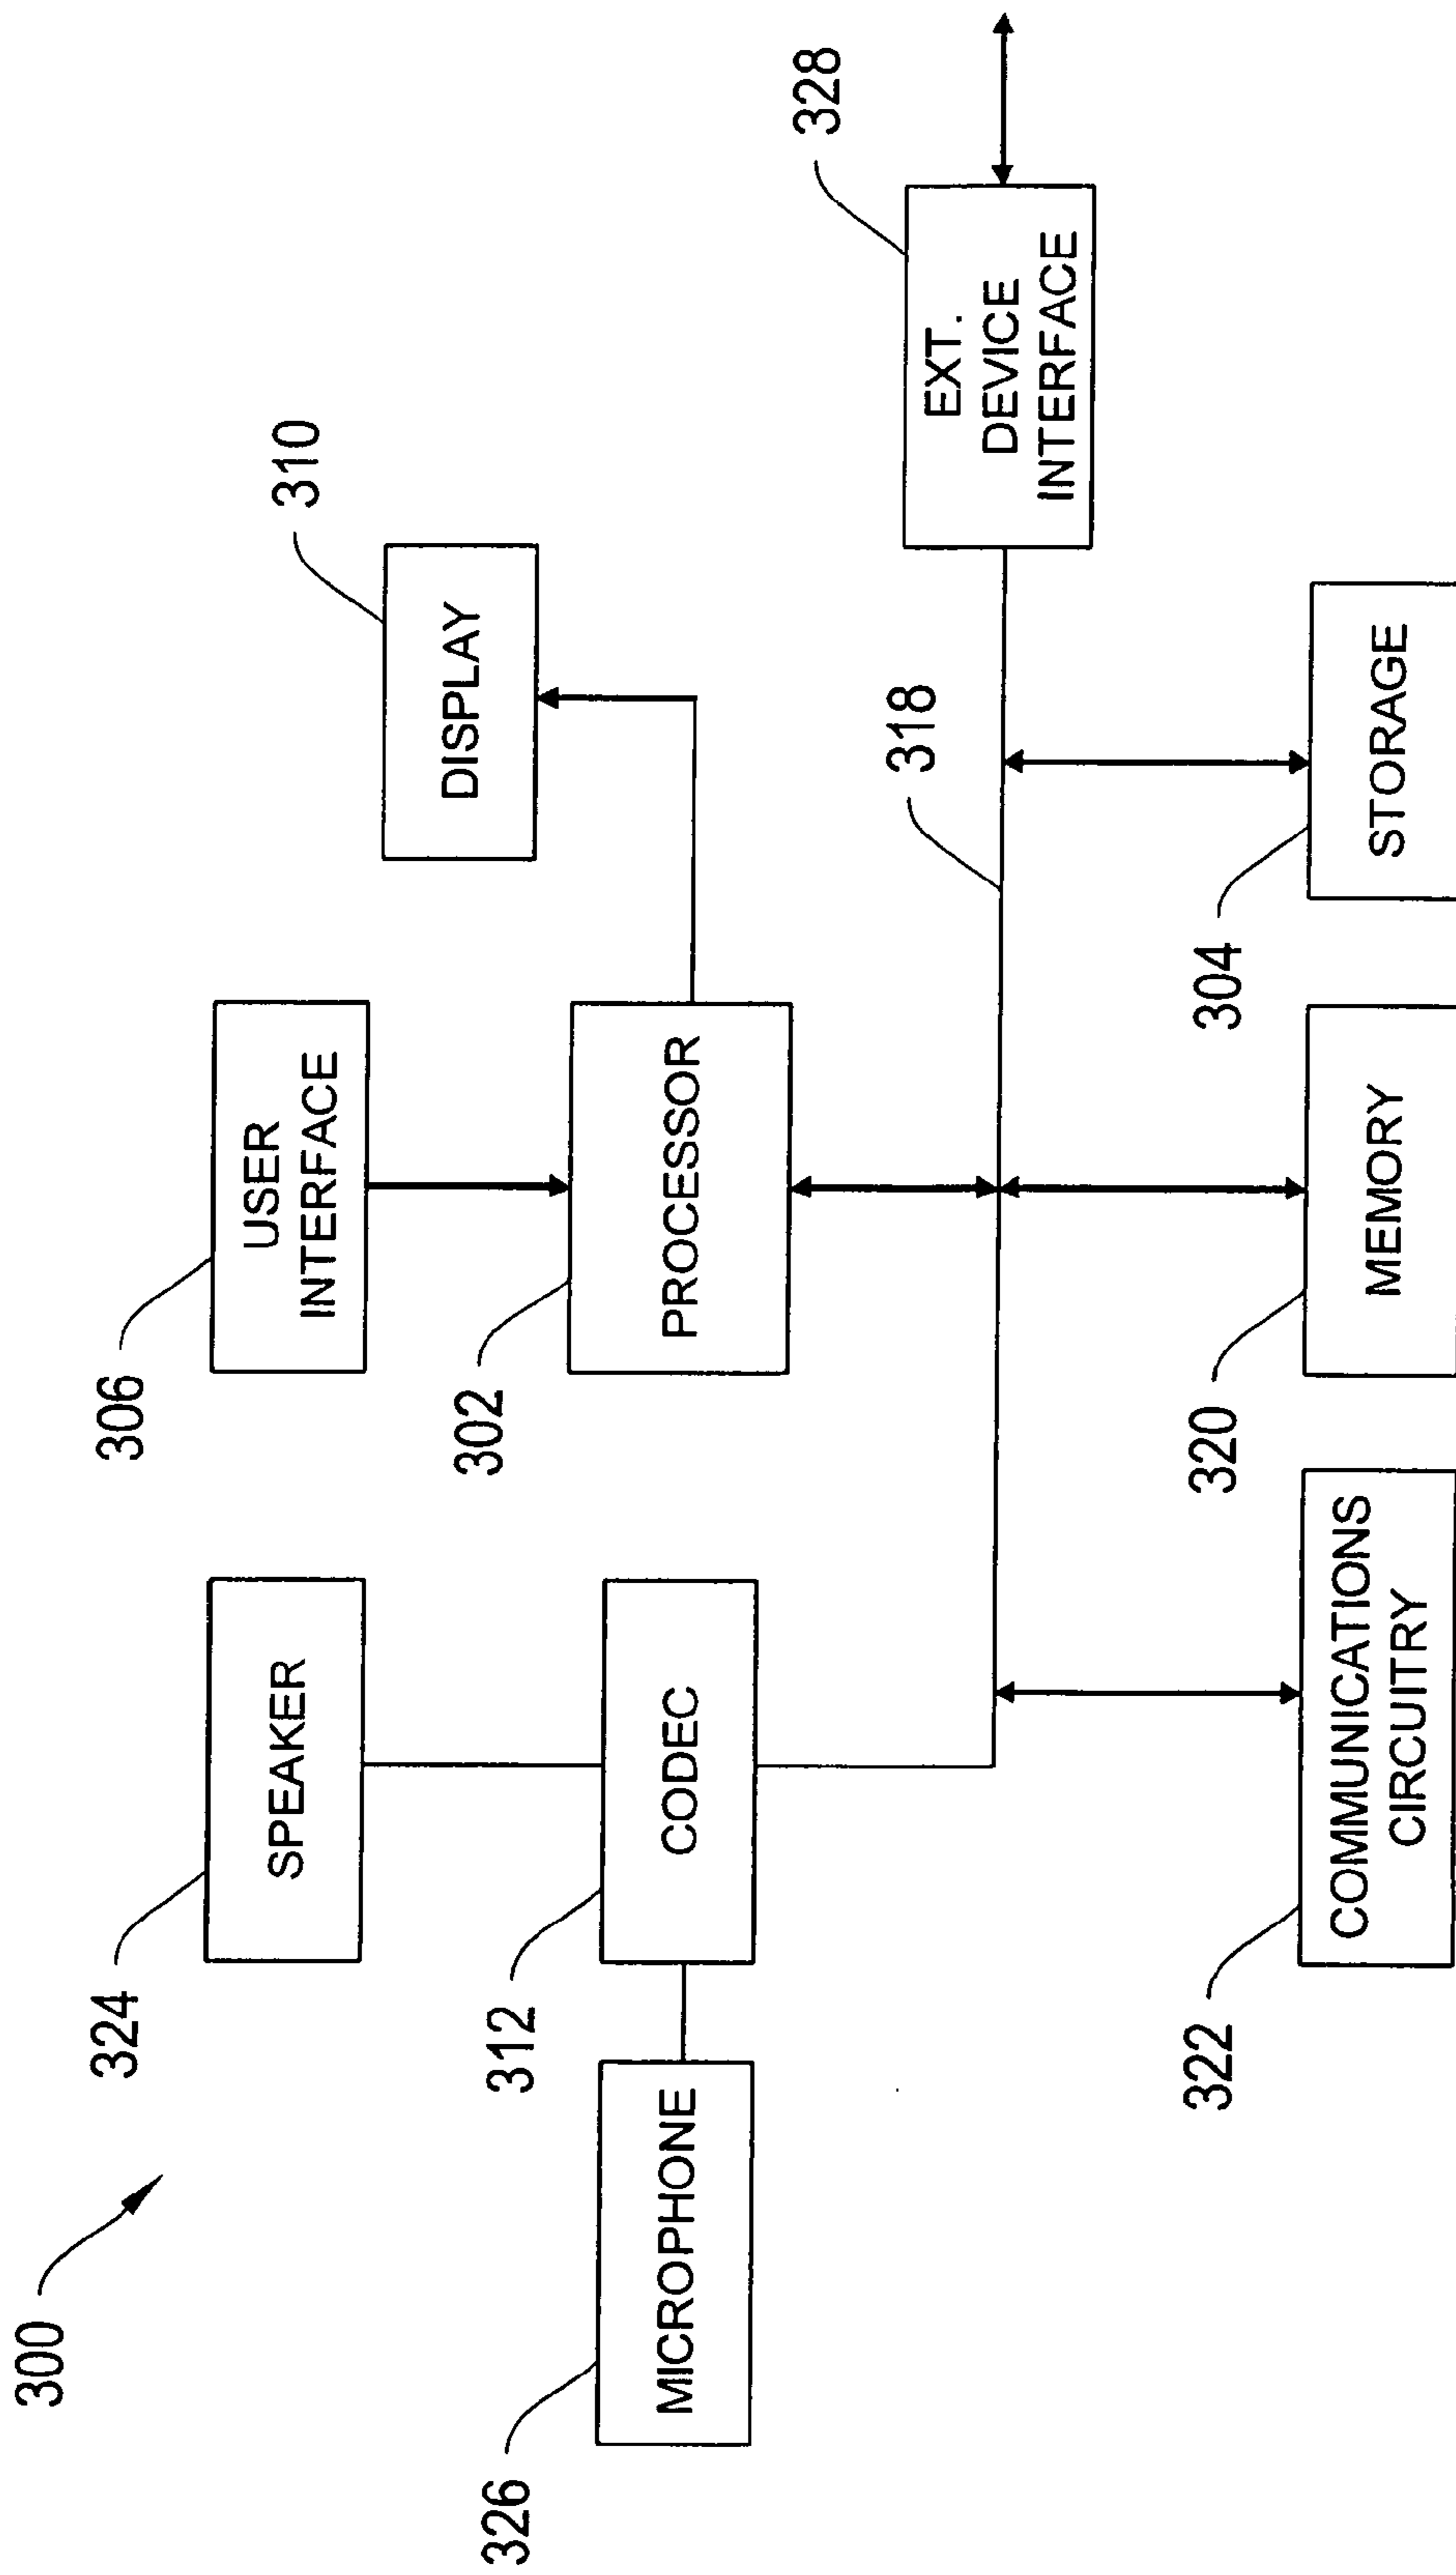 300
324
SPEAKER
306
USER
INTERFACE
310
DISPLAY
326
MICROPHONE
312
CODEC
302
PROCESSOR
318
328
EXT.
DEVICE
INTERFACE
322
COMMUNICATIONS
CIRCUITRY
320
MEMORY
304
STORAGE